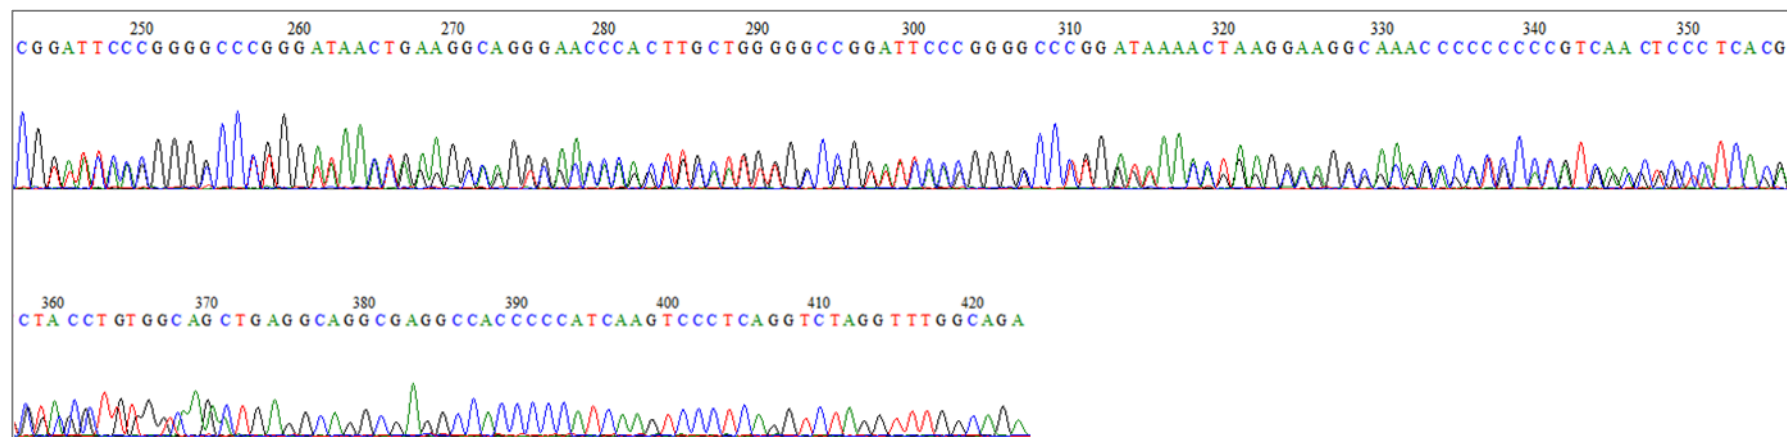 250 260 270 280 290 300 310 320 330 340 350
CGGATTCCCGGGGCCCGGGATAACTGAAGGCAGGGAACCCACTTGCTGGGGGCCGGATTCCCGGGGCCCGGATAAAACTAAGGAAGGCAAACCCCCCCCCGTCAACTCCCTCACG
360 370 380 390 400 410 420
CTACCTGTGGCAGCTGAGGCAGGCGAGGCCACCCCCATCAAGTCCCTCAGGTCTAGGTTTGGCAGA